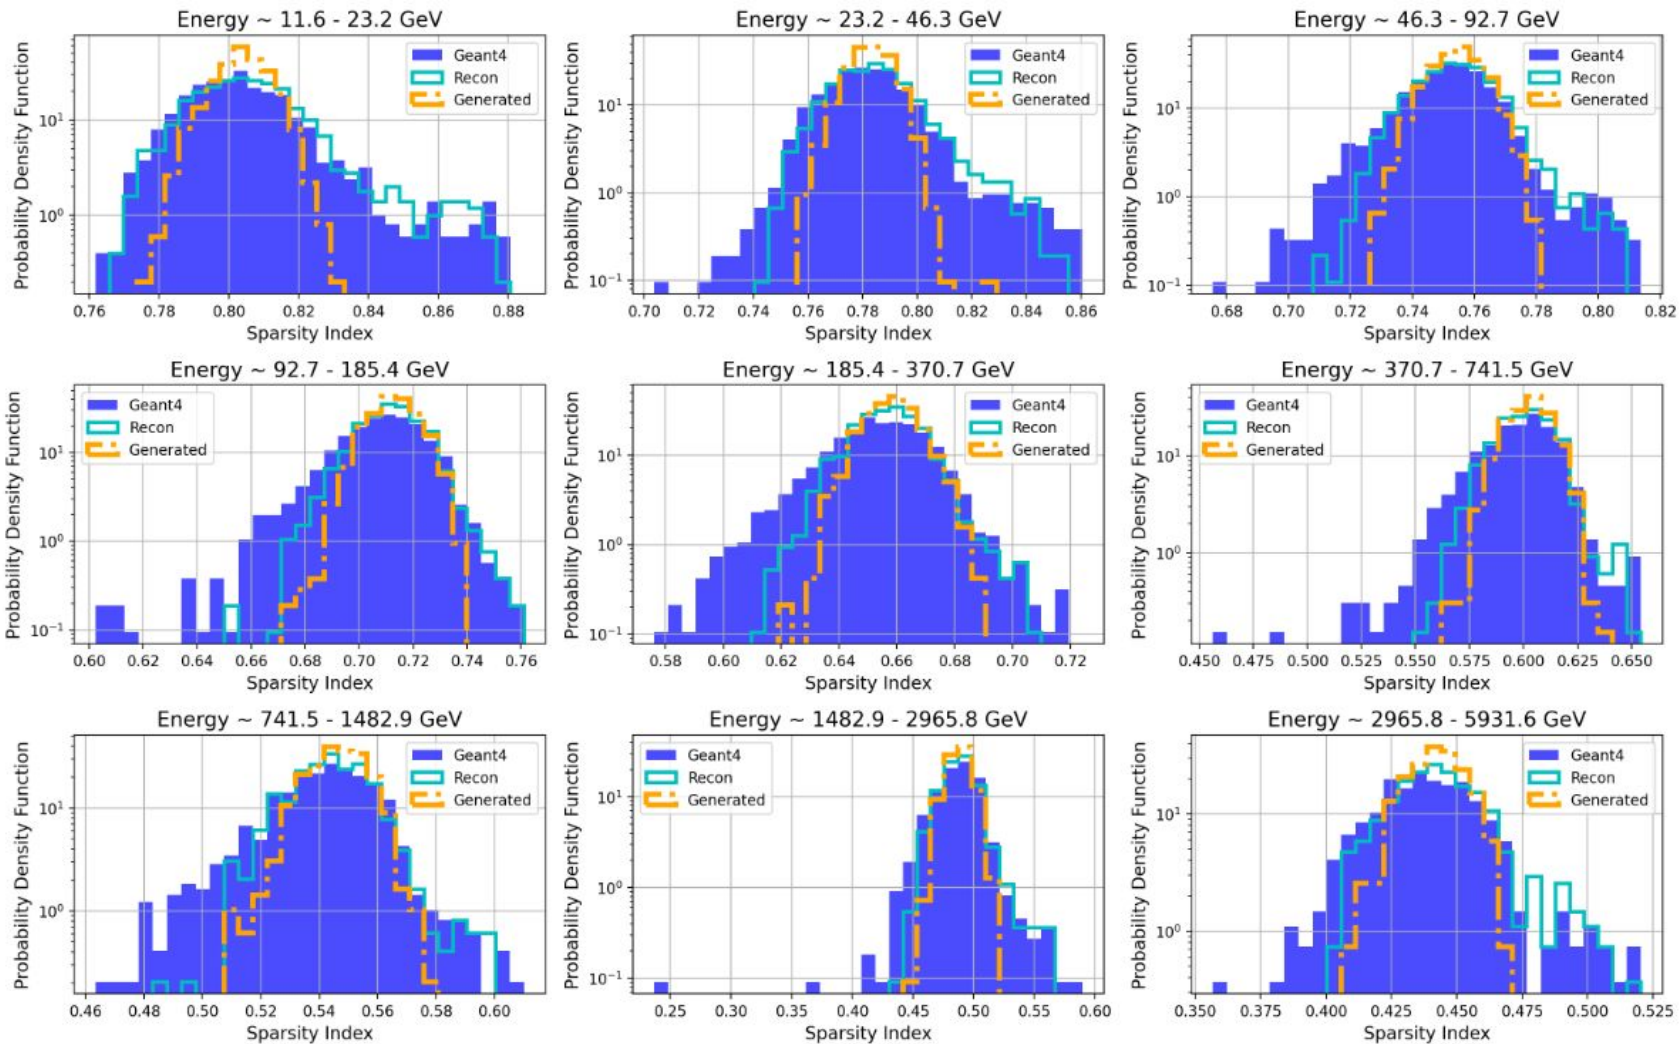 Energy ~ 11.6 - 23.2 GeV
Probability Density Function
10¹
10⁰
Geant4
Recon
Generated
0.76 0.78 0.80 0.82 0.84 0.86 0.88
Sparsity Index
Energy ~ 23.2 - 46.3 GeV
Probability Density Function
10¹
10⁰
10⁻¹
Geant4
Recon
Generated
0.70 0.72 0.74 0.76 0.78 0.80 0.82 0.84 0.86
Sparsity Index
Energy ~ 46.3 - 92.7 GeV
Probability Density Function
10¹
10⁰
10⁻¹
Geant4
Recon
Generated
0.68 0.70 0.72 0.74 0.76 0.78 0.80 0.82
Sparsity Index
Energy ~ 92.7 - 185.4 GeV
Probability Density Function
10¹
10⁰
10⁻¹
Geant4
Recon
Generated
0.60 0.62 0.64 0.66 0.68 0.70 0.72 0.74 0.76
Sparsity Index
Energy ~ 185.4 - 370.7 GeV
Probability Density Function
10¹
10⁰
10⁻¹
Geant4
Recon
Generated
0.58 0.60 0.62 0.64 0.66 0.68 0.70 0.72
Sparsity Index
Energy ~ 370.7 - 741.5 GeV
Probability Density Function
10¹
10⁰
Geant4
Recon
Generated
0.450 0.475 0.500 0.525 0.550 0.575 0.600 0.625 0.650
Sparsity Index
Energy ~ 741.5 - 1482.9 GeV
Probability Density Function
10¹
10⁰
Geant4
Recon
Generated
0.46 0.48 0.50 0.52 0.54 0.56 0.58 0.60
Sparsity Index
Energy ~ 1482.9 - 2965.8 GeV
Probability Density Function
10¹
10⁰
10⁻¹
Geant4
Recon
Generated
0.25 0.30 0.35 0.40 0.45 0.50 0.55 0.60
Sparsity Index
Energy ~ 2965.8 - 5931.6 GeV
Probability Density Function
10¹
10⁰
Geant4
Recon
Generated
0.350 0.375 0.400 0.425 0.450 0.475 0.500 0.525
Sparsity Index